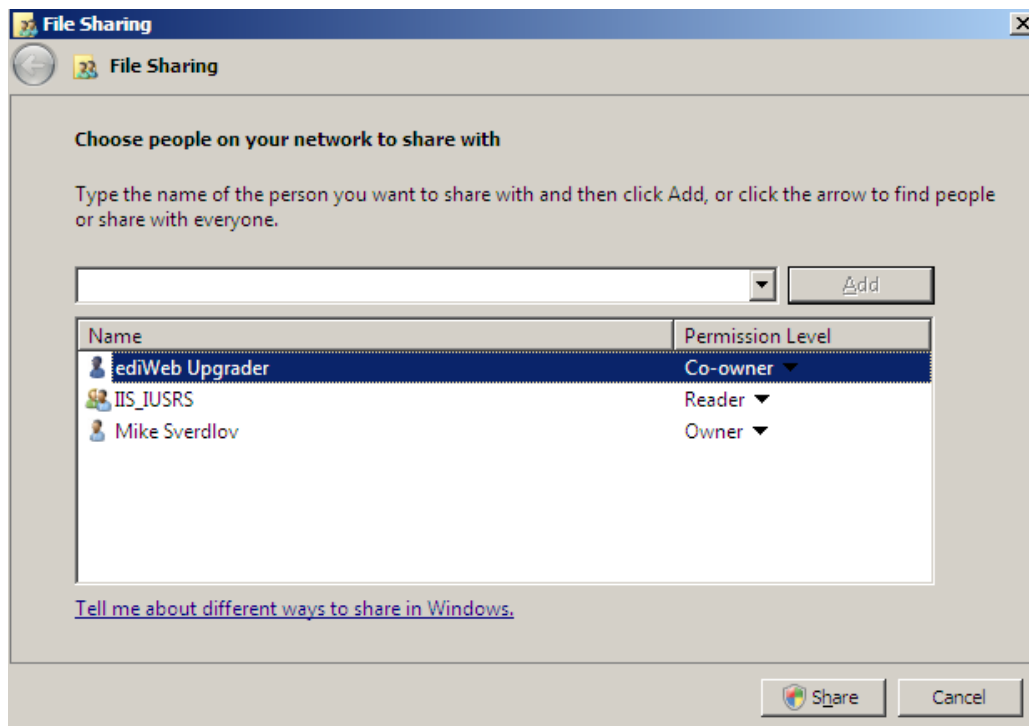 File Sharing
File Sharing
Choose people on your network to share with
Type the name of the person you want to share with and then click Add, or click the arrow to find people
or share with everyone.
Add
Name Permission Level
ediWeb Upgrader Co-owner
IIS_IUSRS Reader
Mike Sverdlov Owner
Tell me about different ways to share in Windows.
Share Cancel